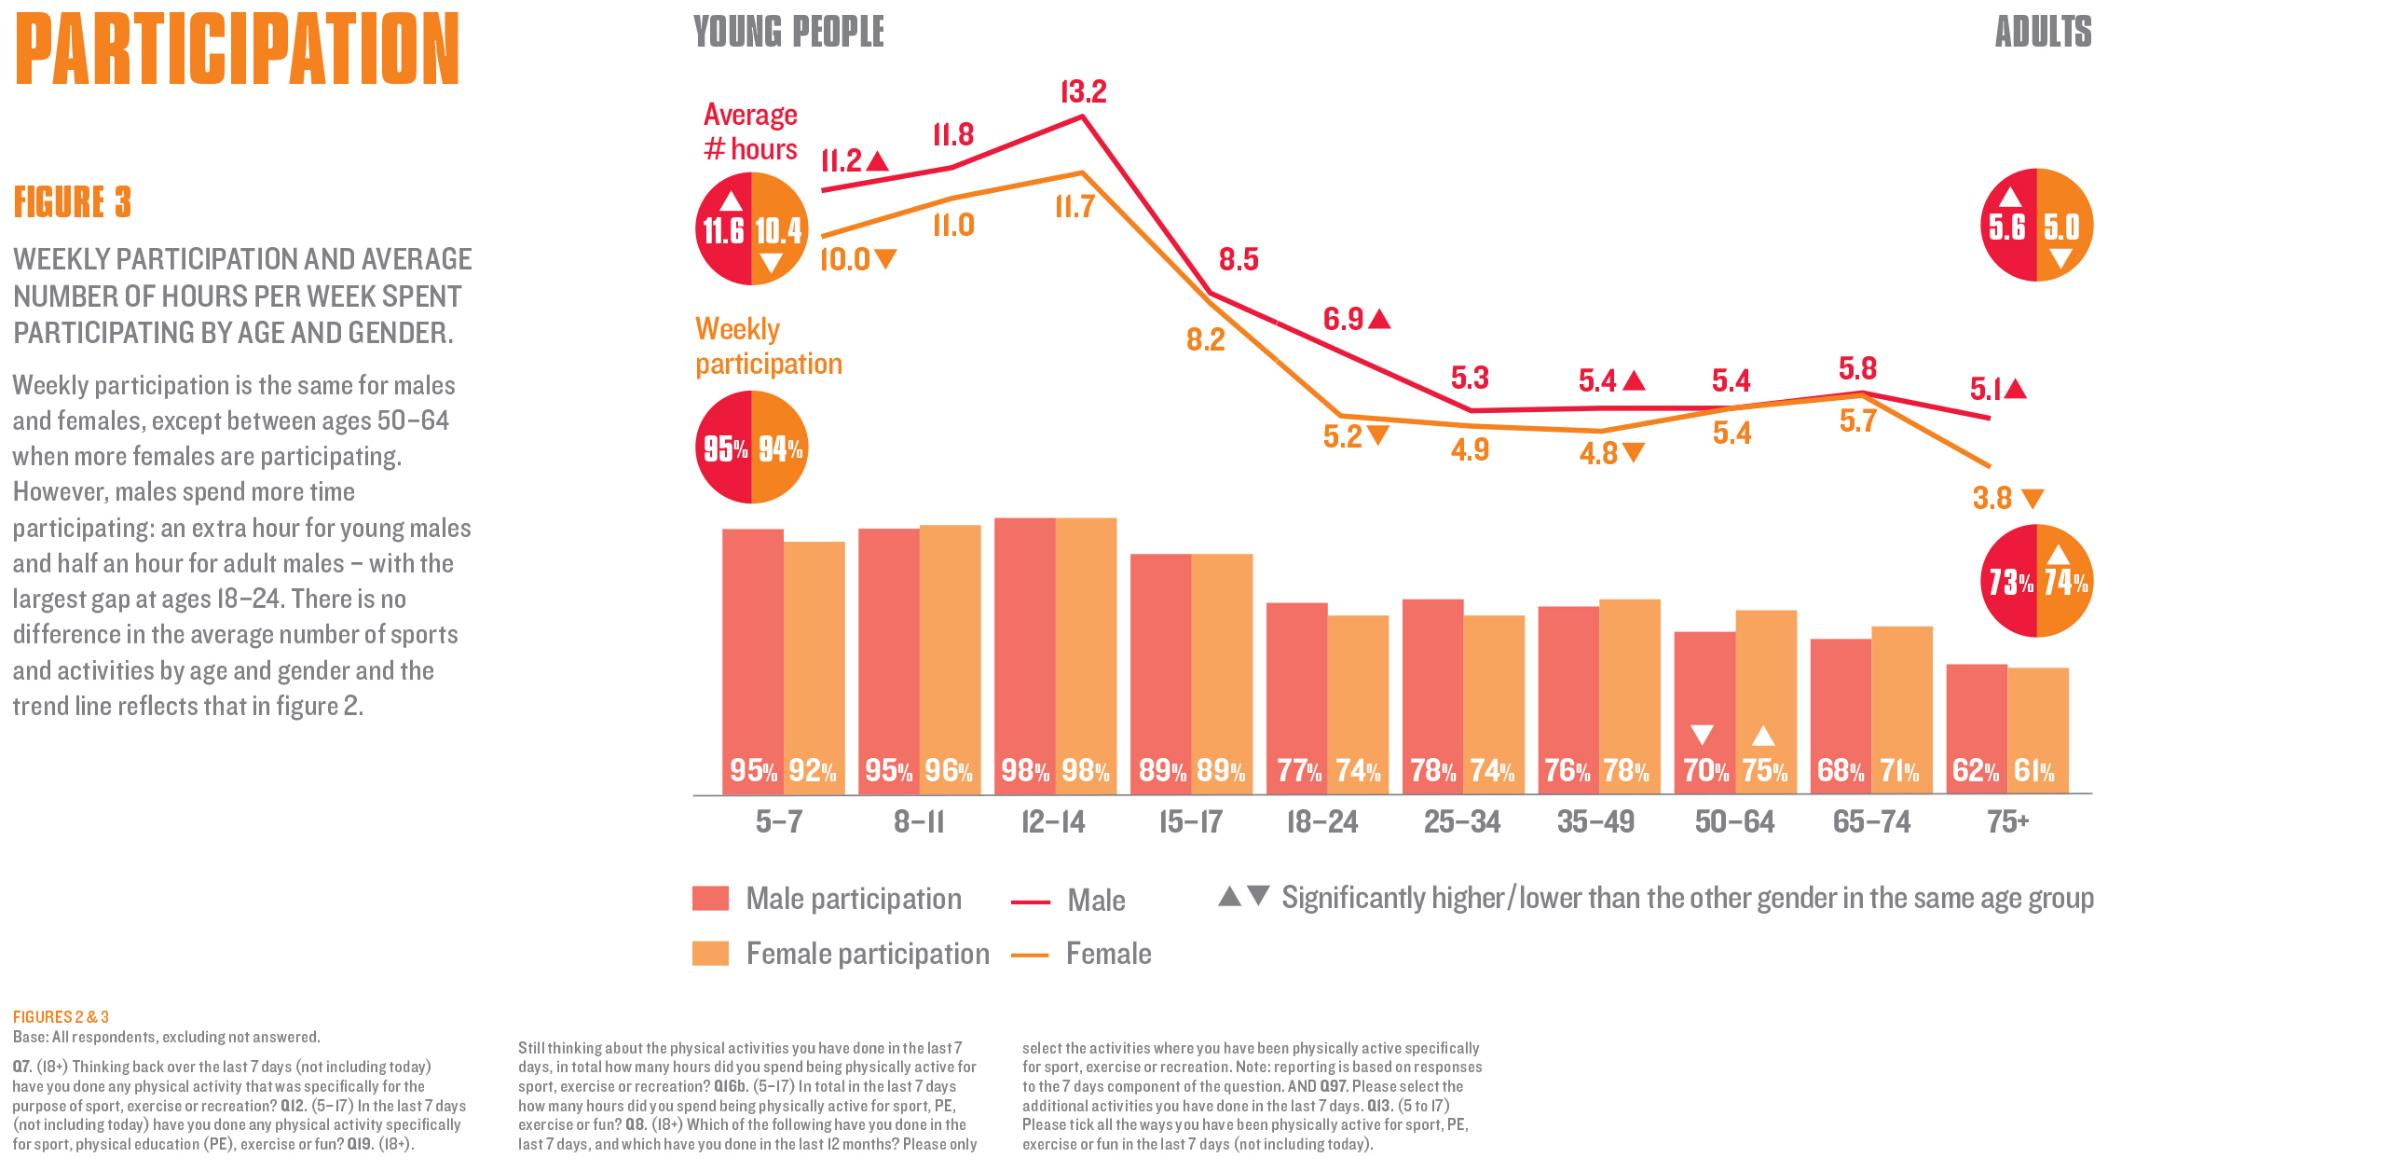 PARTICIPATION
FIGURE 3
WEEKLY PARTICIPATION AND AVERAGE
NUMBER OF HOURS PER WEEK SPENT
PARTICIPATING BY AGE AND GENDER.
Weekly participation is the same for males
and females, except between ages 50–64
when more females are participating.
However, males spend more time
participating: an extra hour for young males
and half an hour for adult males – with the
largest gap at ages 18–24. There is no
difference in the average number of sports
and activities by age and gender and the
trend line reflects that in figure 2.
YOUNG PEOPLE
ADULTS
Average
# hours
11.6 10.4
11.2▲ 11.8 13.2 8.5 6.9▲ 5.3 5.4▲ 5.4 5.8 5.1▲
10.0▼ 11.0 11.7 8.2 5.2▼ 4.9 4.8▼ 5.4 5.7 3.8▼
5.6 5.0
Weekly
participation
95% 94%
73% 74%
95% 92% 95% 96% 98% 98% 89% 89% 77% 74% 78% 74% 76% 78% 70% 75% 68% 71% 62% 61%
5–7 8–11 12–14 15–17 18–24 25–34 35–49 50–64 65–74 75+
Male participation
Male
▲▼ Significantly higher/lower than the other gender in the same age group
Female participation
Female
FIGURES 2 & 3
Base: All respondents, excluding not answered.
Q7. (18+) Thinking back over the last 7 days (not including today)
have you done any physical activity that was specifically for the
purpose of sport, exercise or recreation? Q12. (5–17) In the last 7 days
(not including today) have you done any physical activity specifically
for sport, physical education (PE), exercise or fun? Q19. (18+).
Still thinking about the physical activities you have done in the last 7
days, in total how many hours did you spend being physically active for
sport, exercise or recreation? Q16b. (5–17) In total in the last 7 days
how many hours did you spend being physically active for sport, PE,
exercise or fun? Q8. (18+) Which of the following have you done in the
last 7 days, and which have you done in the last 12 months? Please only
select the activities where you have been physically active specifically
for sport, exercise or recreation. Note: reporting is based on responses
to the 7 days component of the question. AND Q97. Please select the
additional activities you have done in the last 7 days. Q13. (5 to 17)
Please tick all the ways you have been physically active for sport, PE,
exercise or fun in the last 7 days (not including today).